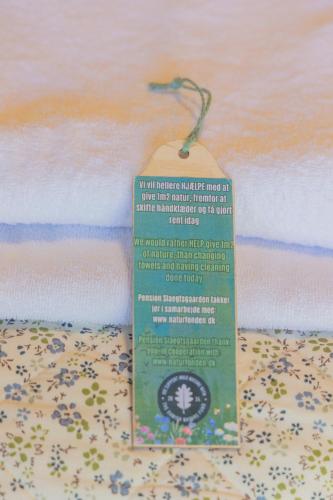 Vi vil hellere HJÆLPE med at
give 1m2 natur, fremfor at
skifte håndklæder og få gjort
rent idag
We would rather HELP give 1m2
of nature, than changing
towels and having cleaning
done today
Pension Slaegtsgaarden takker
for i samarbejde med
www.naturfonden.dk
Pension Slaegtsgaarden thank
you in cooperation with
www.naturfonden.dk